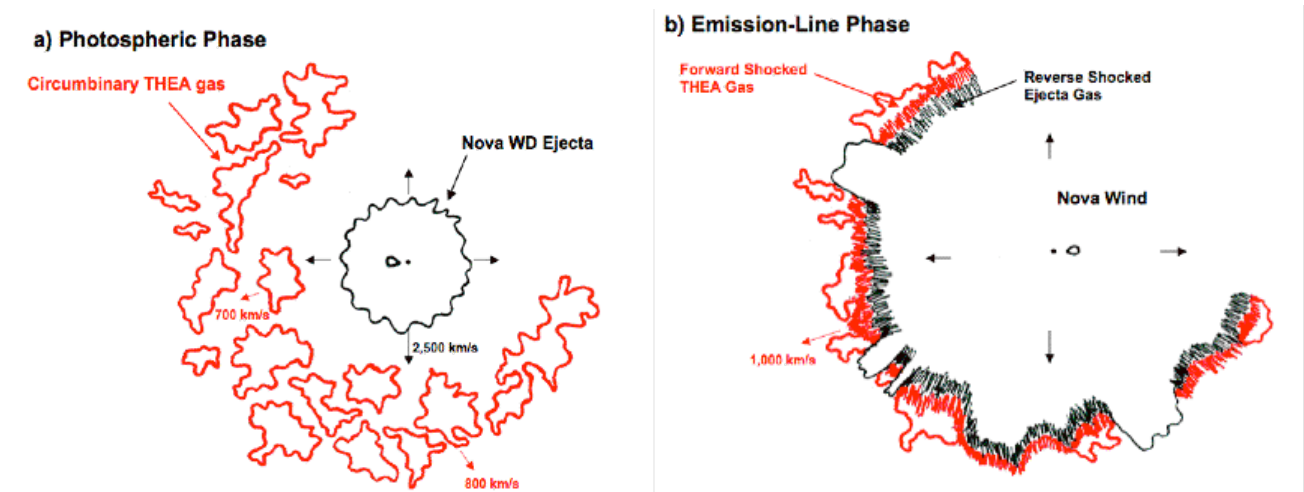 a) Photospheric Phase
Circumbinary THEA gas
Nova WD Ejecta
700 km/s
2,500 km/s
800 km/s
b) Emission-Line Phase
Forward Shocked
THEA Gas
Reverse Shocked
Ejecta Gas
Nova Wind
1,000 km/s